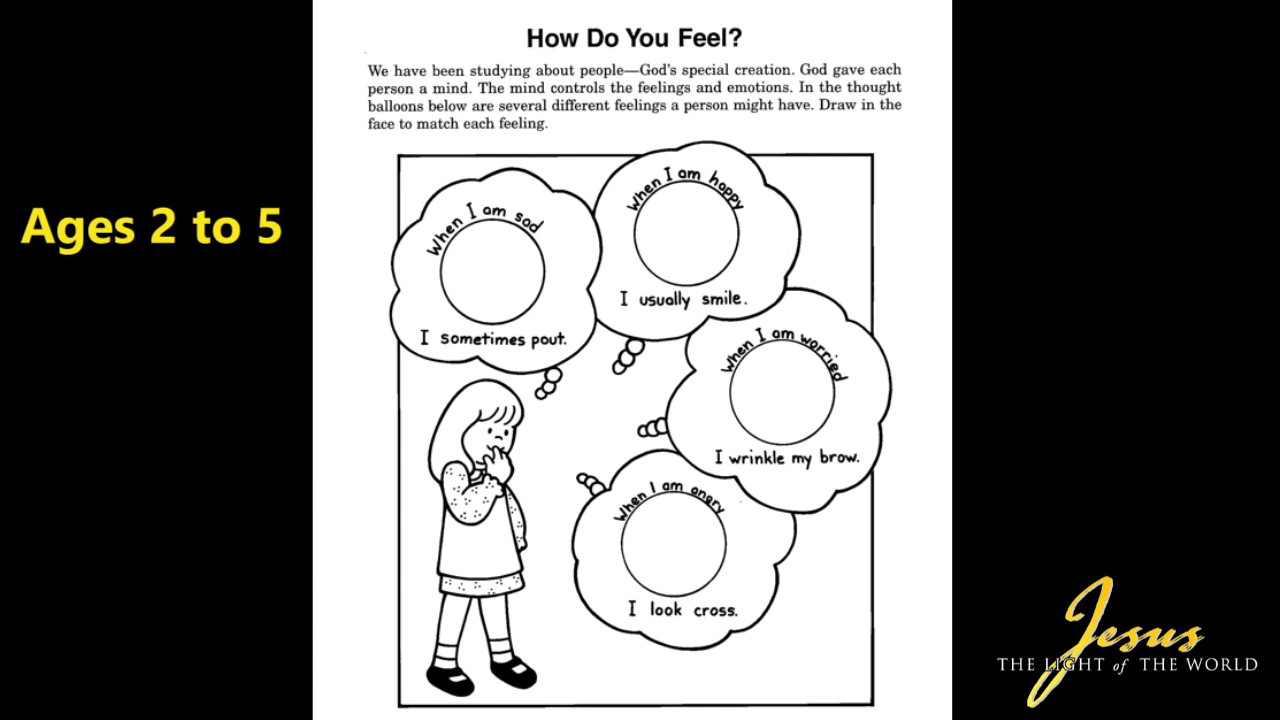 How Do You Feel?
We have been studying about people—God's special creation. God gave each
person a mind. The mind controls the feelings and emotions. In the thought
balloons below are several different feelings a person might have. Draw in the
face to match each feeling.
Ages 2 to 5
When I am sad
I sometimes pout.
When I am happy
I usually smile.
When I am worried
I wrinkle my brow.
When I am angry
I look cross.
Jesus
THE LIGHT of THE WORLD